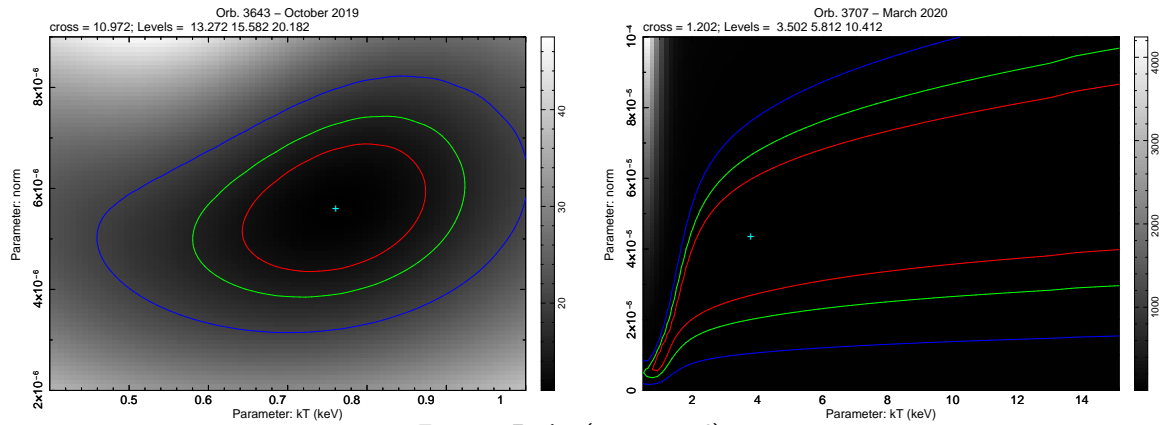 Orb. 3643 – October 2019
cross = 10.972; Levels = 13.272 15.582 20.182
Parameter: norm
8×10⁻⁶
6×10⁻⁶
4×10⁻⁶
2×10⁻⁶
0.5 0.6 0.7 0.8 0.9 1
Parameter: kT (keV)
40
30
20
Orb. 3707 – March 2020
cross = 1.202; Levels = 3.502 5.812 10.412
Parameter: norm
10⁻⁴
8×10⁻⁵
6×10⁻⁵
4×10⁻⁵
2×10⁻⁵
0
2 4 6 8 10 12 14
Parameter: kT (keV)
4000
3000
2000
1000